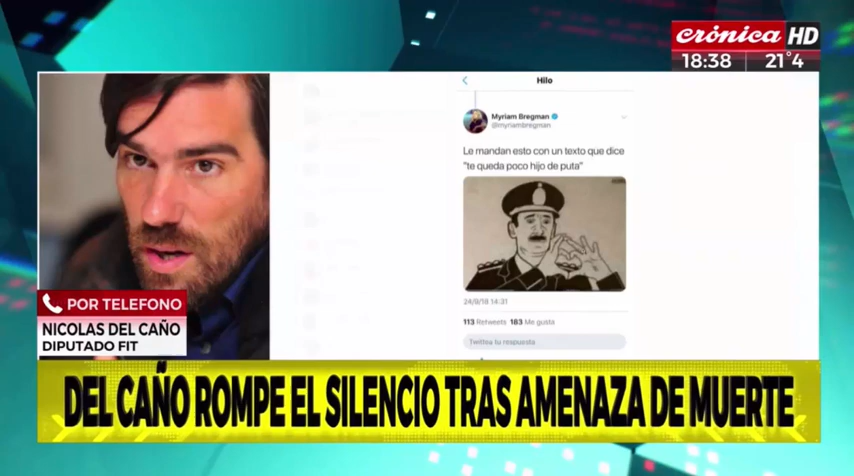 crónica HD
18:38 21°4
Hilo
Myriam Bregman
@myriambregman
Le mandan esto con un texto que dice
"te queda poco hijo de puta"
24/9/18 14:31
113 Retweets 183 Me gusta
Twittea tu respuesta
POR TELEFONO
NICOLAS DEL CAÑO
DIPUTADO FIT
DEL CAÑO ROMPE EL SILENCIO TRAS AMENAZA DE MUERTE